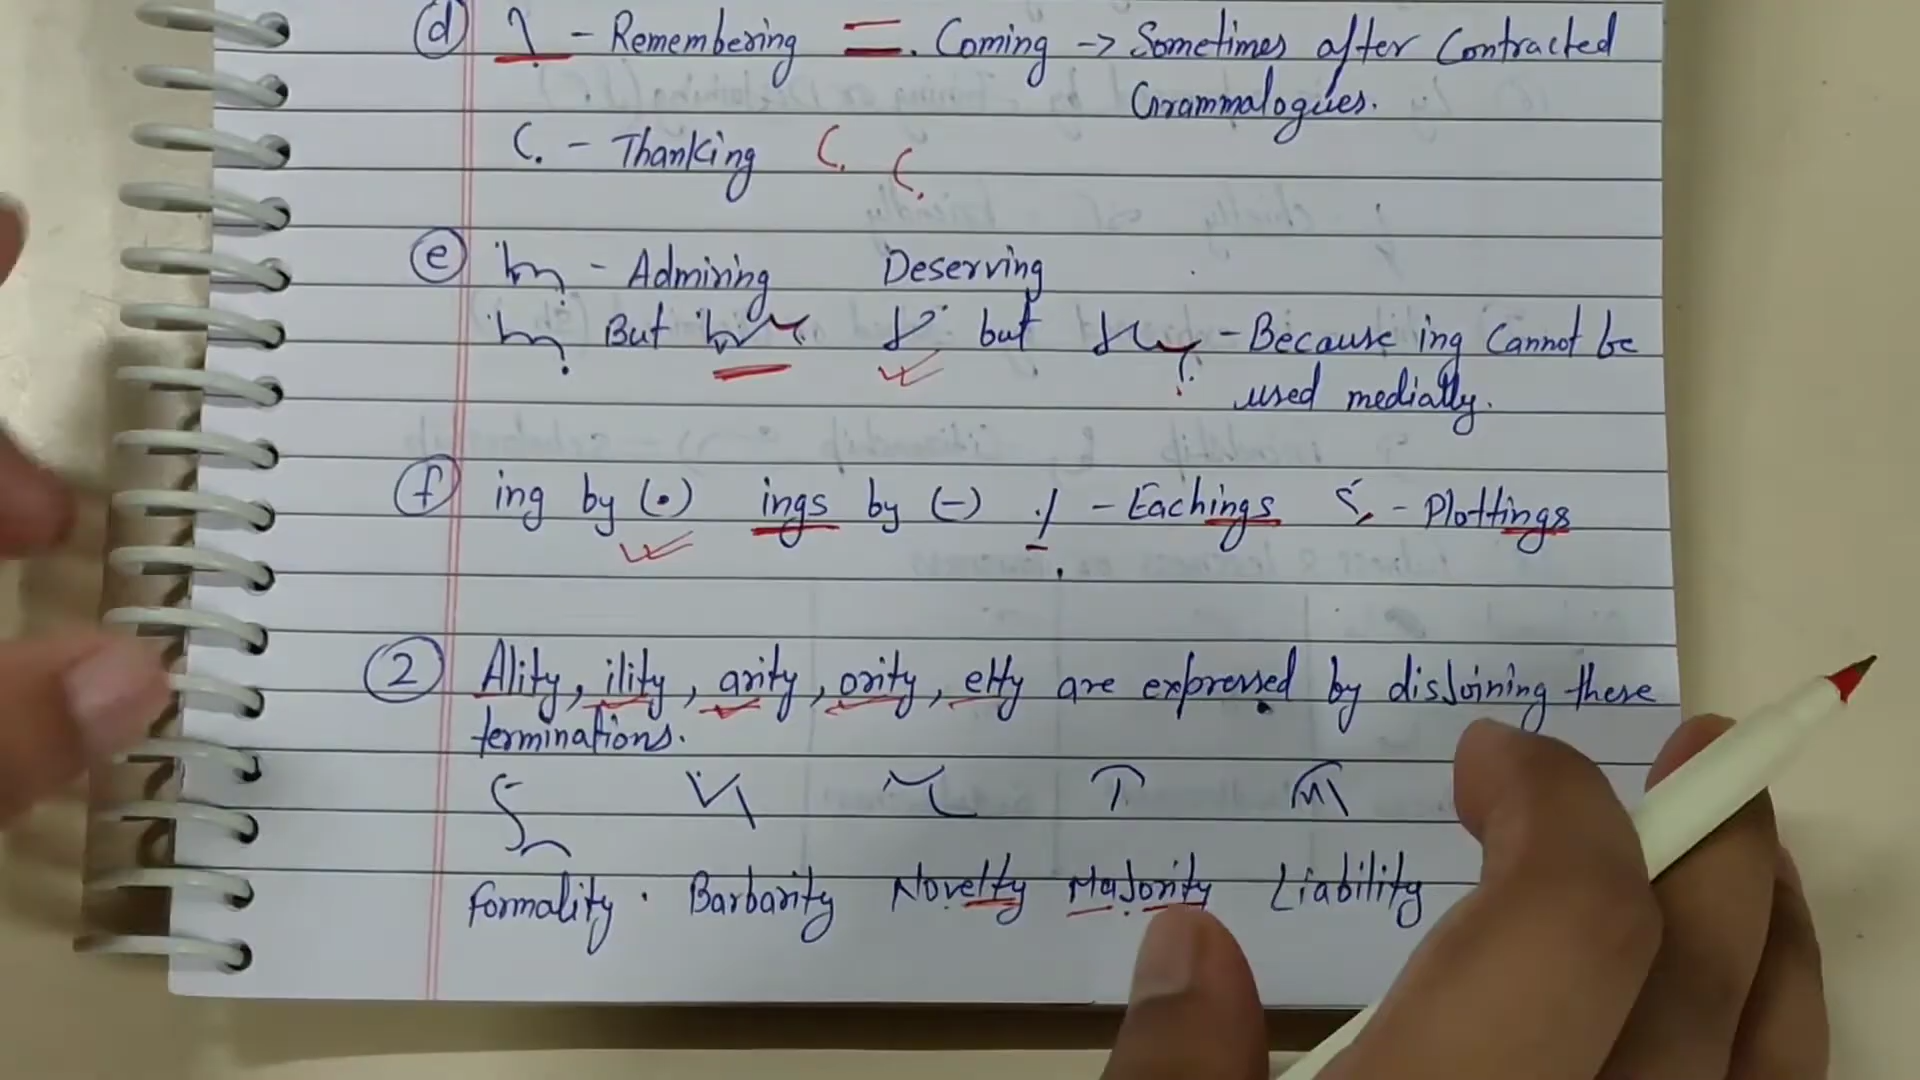 (d) - Remembering = . Coming -> Sometimes after Contracted
Grammalogues.
- Thanking
(e) - Admiring Deserving
But but - Because ing Cannot be
used medially.
(f) ing by (•) ings by (-) - Eachings - Plottings
(2) Ality, ility, arity, ority, elty are expressed by disjoining these
terminations.
formality . Barbarity Novelty Majority Liability